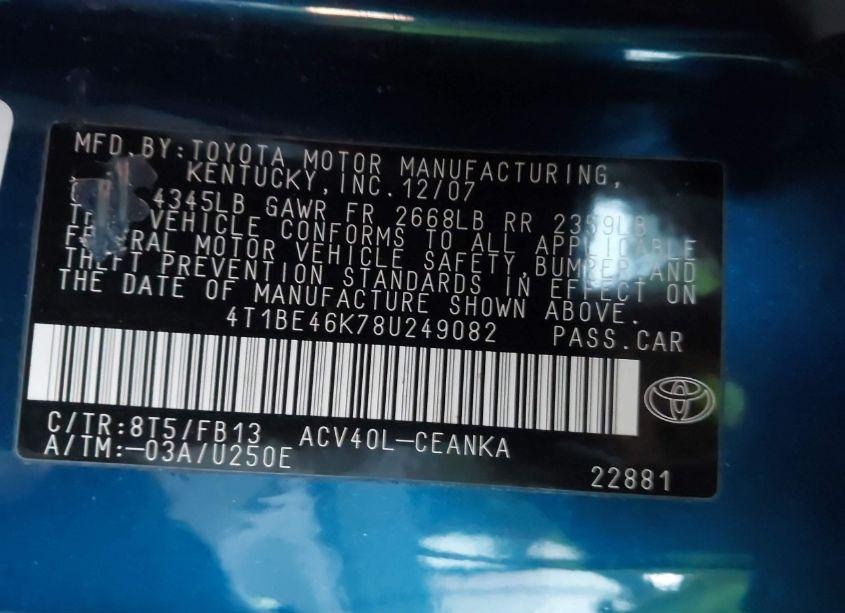 MFD.BY:TOYOTA MOTOR MANUFACTURING,
KENTUCKY,INC.12/07
4345LB GAWR FR 2668LB RR 2359LB
VEHICLE CONFORMS TO ALL APPLICABLE
FEDERAL MOTOR VEHICLE SAFETY,BUMPER,AND
THEFT PREVENTION STANDARDS IN EFFECT ON
THE DATE OF MANUFACTURE SHOWN ABOVE.
4T1BE46K78U249082 PASS.CAR
C/TR:8T5/FB13 ACV40L-CEANKA
A/TM:-03A/U250E
22881